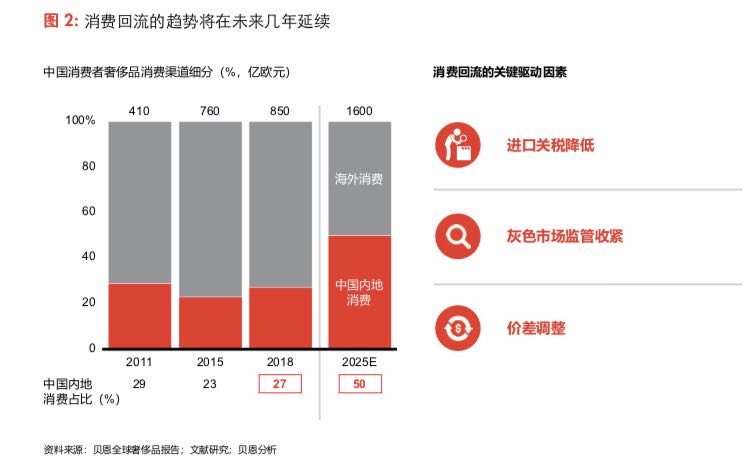 图 2: 消费回流的趋势将在未来几年延续
中国消费者奢侈品消费渠道细分（%，亿欧元）
410 760 850 1600
100%
80
60
40
20
0
海外消费
中国内地
消费
2011 2015 2018 2025E
中国内地
消费占比（%）
29 23 27 50
消费回流的关键驱动因素
进口关税降低
灰色市场监管收紧
$
价差调整
资料来源：贝恩全球奢侈品报告；文献研究；贝恩分析